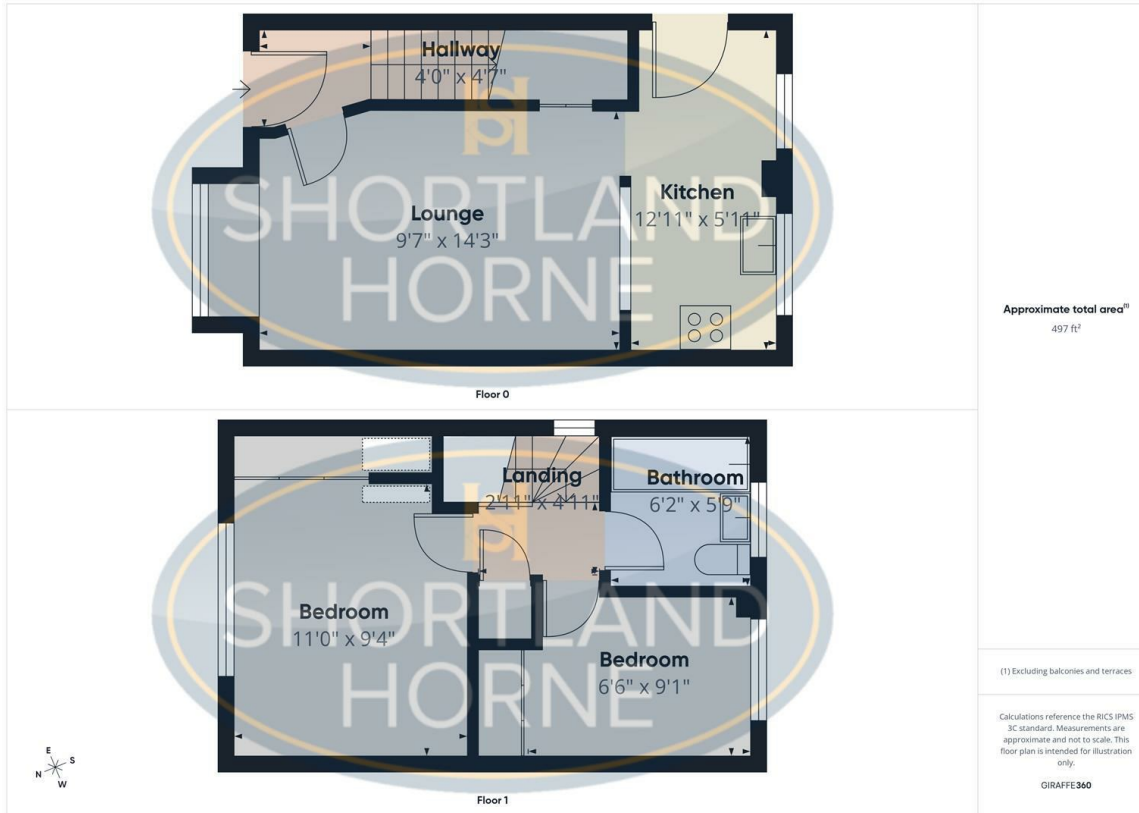 Hallway
4'0" x 4'7"
Lounge
9'7" x 14'3"
Kitchen
12'11" x 5'11"
SHORTLAND
HORNE
Floor 0
Approximate total area(1)
497 ft²
Landing
2'11" x 4'11"
Bathroom
6'2" x 5'9"
Bedroom
11'0" x 9'4"
Bedroom
6'6" x 9'1"
SHORTLAND
HORNE
E
S
N
W
Floor 1
(1) Excluding balconies and terraces
Calculations reference the RICS IPMS
3C standard. Measurements are
approximate and not to scale. This
floor plan is intended for illustration
only.
GIRAFFE360